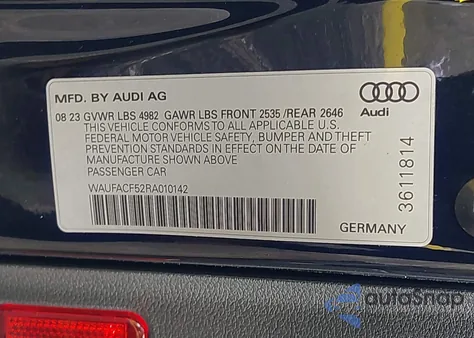 MFD. BY AUDI AG
Audi
08 23 GVWR LBS 4982 GAWR LBS FRONT 2535 /REAR 2646
THIS VEHICLE CONFORMS TO ALL APPLICABLE U.S.
FEDERAL MOTOR VEHICLE SAFETY, BUMPER AND THEFT
PREVENTION STANDARDS IN EFFECT ON THE DATE OF
MANUFACTURE SHOWN ABOVE
PASSENGER CAR
WAUFACF52RA010142
3611814
GERMANY
autoSnap